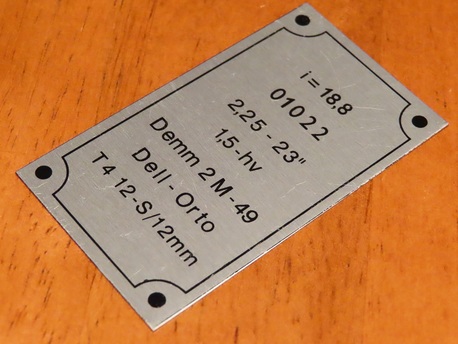 i = 18,8
01022
2,25 - 23"
1,5-hv
Demm 2 M - 49
Dell - Orto
T 4 12-S/12mm